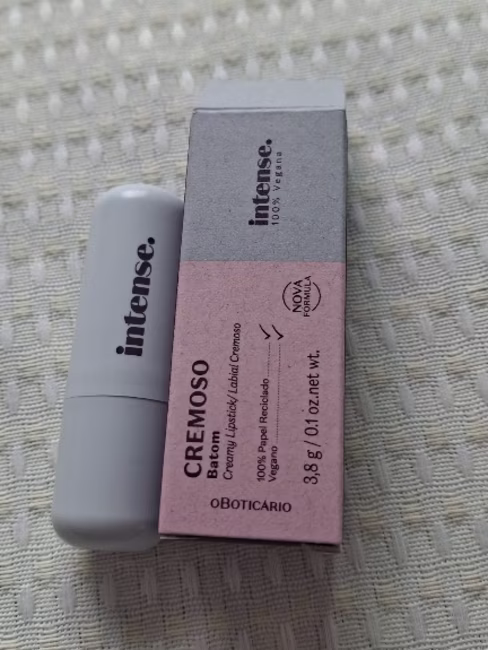 intense.
intense.
100% Vegana
NOVA
FORMULA
CREMOSO
Batom
Creamy Lipstick/ Labial Cremoso
100% Papel Reciclado
Vegano
3,8 g / 0.1 oz.net wt.
oBOTICÁRIO